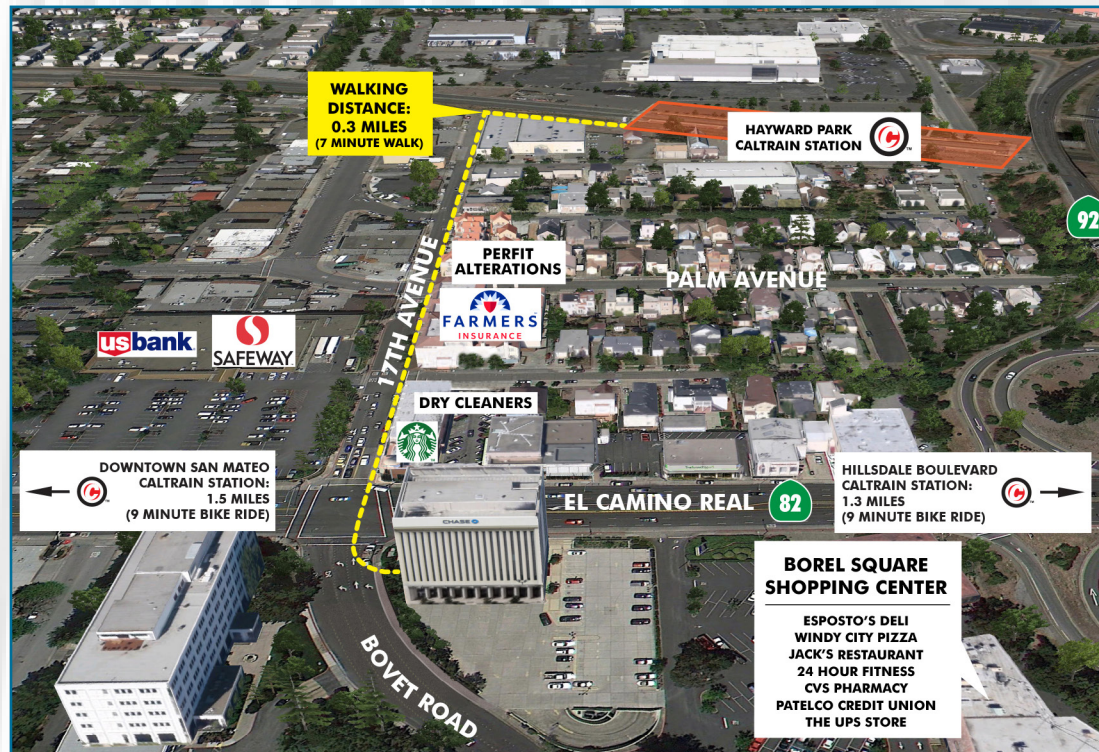 WALKING
DISTANCE:
0.3 MILES
(7 MINUTE WALK)
HAYWARD PARK
CALTRAIN STATION
92
17TH AVENUE
PERFIT
ALTERATIONS
FARMERS
INSURANCE
PALM AVENUE
usbank
SAFEWAY
DRY CLEANERS
DOWNTOWN SAN MATEO
CALTRAIN STATION:
1.5 MILES
(9 MINUTE BIKE RIDE)
CHASE
EL CAMINO REAL
82
HILLSDALE BOULEVARD
CALTRAIN STATION:
1.3 MILES
(9 MINUTE BIKE RIDE)
BOVET ROAD
BOREL SQUARE
SHOPPING CENTER
ESPOSTO'S DELI
WINDY CITY PIZZA
JACK'S RESTAURANT
24 HOUR FITNESS
CVS PHARMACY
PATELCO CREDIT UNION
THE UPS STORE